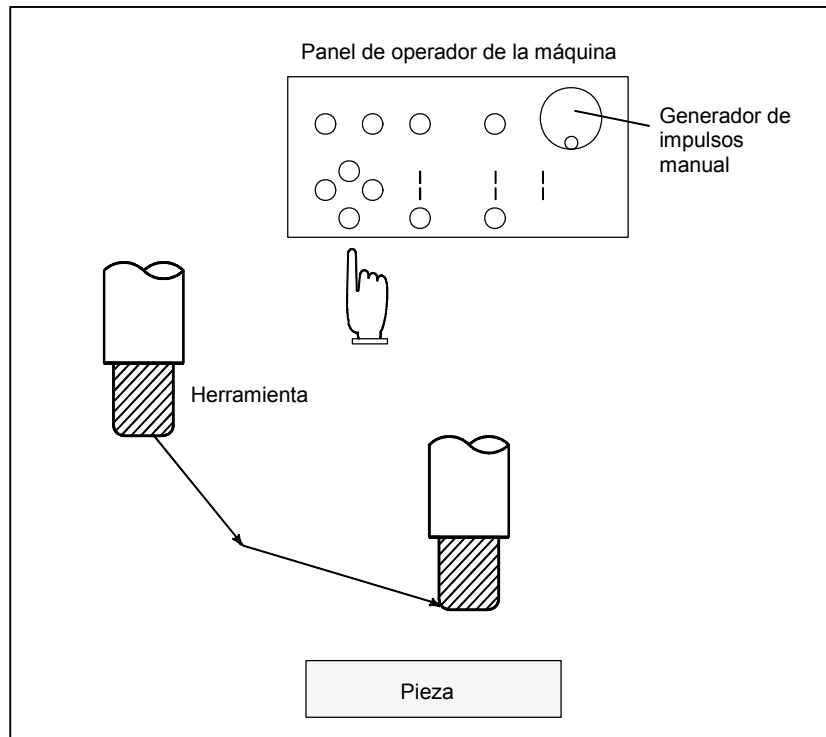 Panel de operador de la máquina
Generador de
impulsos
manual
Herramienta
Pieza